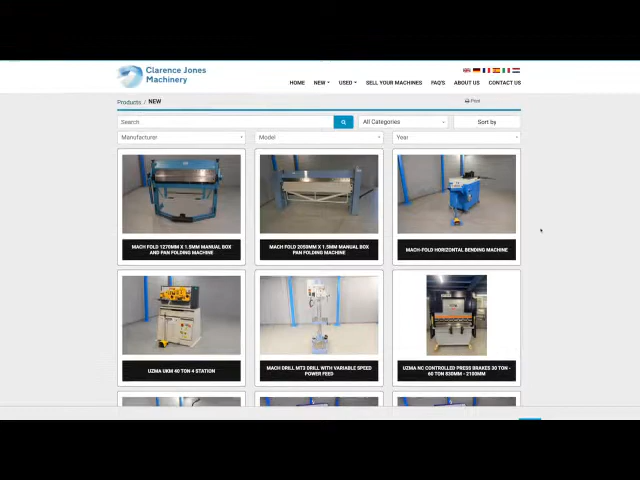 Clarence Jones
Machinery
HOME NEW USED SELL YOUR MACHINES FAQ'S ABOUT US CONTACT US
Products / NEW
Print
Search
All Categories
Sort by
Manufacturer
Model
Year
MACH FOLD 1270MM X 1.5MM MANUAL BOX
AND PAN FOLDING MACHINE
MACH FOLD 2050MM X 1.5MM MANUAL BOX
PAN FOLDING MACHINE
MACH-FOLD HORIZONTAL BENDING MACHINE
UZMA UKM 40 TON 4 STATION
MACH DRILL MT3 DRILL WITH VARIABLE SPEED
POWER FEED
UZMA NC CONTROLLED PRESS BRAKES 30 TON -
60 TON 830MM - 2100MM